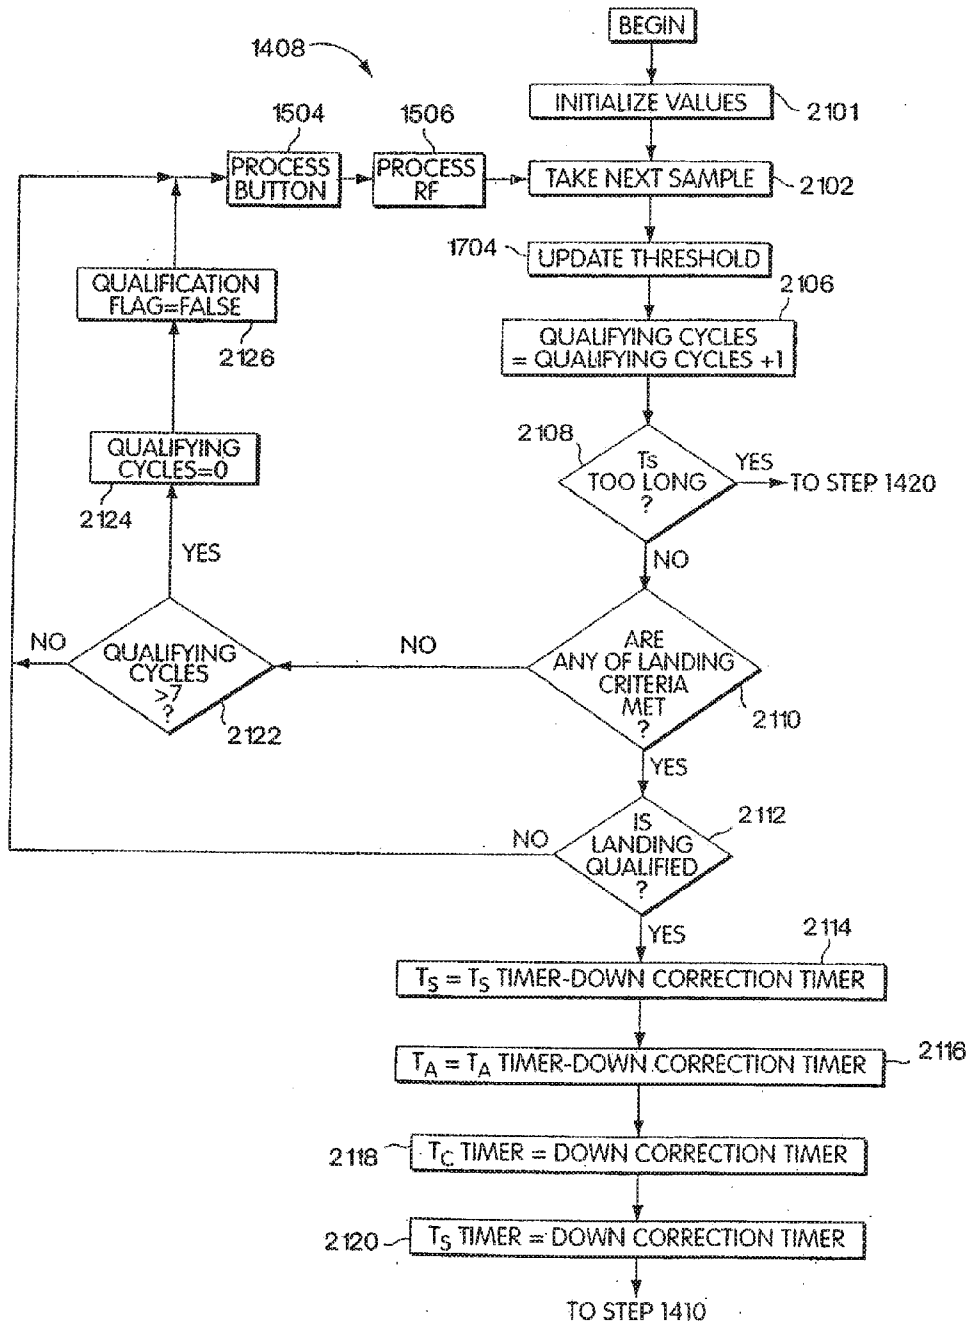 BEGIN
1408
INITIALIZE VALUES
2101
1504
1506
PROCESS
BUTTON
PROCESS
RF
TAKE NEXT SAMPLE
2102
1704
UPDATE THRESHOLD
QUALIFICATION
FLAG=FALSE
2126
2106
QUALIFYING CYCLES
= QUALIFYING CYCLES +1
2108
Ts
TOO LONG
?
YES
TO STEP 1420
NO
QUALIFYING
CYCLES=0
2124
YES
NO
QUALIFYING
CYCLES
>7
?
2122
NO
ARE
ANY OF LANDING
CRITERIA
MET
?
2110
YES
NO
IS
LANDING
QUALIFIED
?
2112
YES
2114
TS = TS TIMER-DOWN CORRECTION TIMER
2116
TA = TA TIMER-DOWN CORRECTION TIMER
2118
TC TIMER = DOWN CORRECTION TIMER
2120
TS TIMER = DOWN CORRECTION TIMER
TO STEP 1410